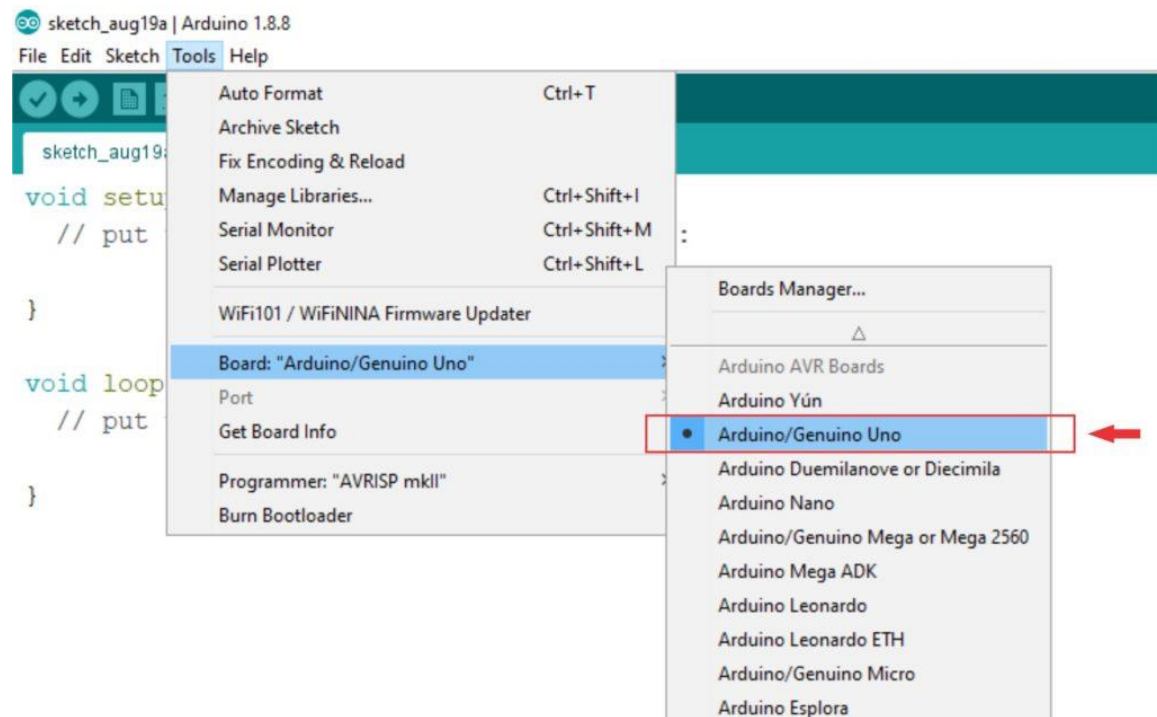 sketch_aug19a | Arduino 1.8.8
File Edit Sketch Tools Help
sketch_aug19a
void setu
// put :
}
void loop
// put
}
Auto Format Ctrl+T
Archive Sketch
Fix Encoding & Reload
Manage Libraries... Ctrl+Shift+I
Serial Monitor Ctrl+Shift+M
Serial Plotter Ctrl+Shift+L
WiFi101 / WiFiNINA Firmware Updater
Board: "Arduino/Genuino Uno"
Port
Get Board Info
Programmer: "AVRISP mkII"
Burn Bootloader
Boards Manager...
Arduino AVR Boards
Arduino Yún
Arduino/Genuino Uno
Arduino Duemilanove or Diecimila
Arduino Nano
Arduino/Genuino Mega or Mega 2560
Arduino Mega ADK
Arduino Leonardo
Arduino Leonardo ETH
Arduino/Genuino Micro
Arduino Esplora